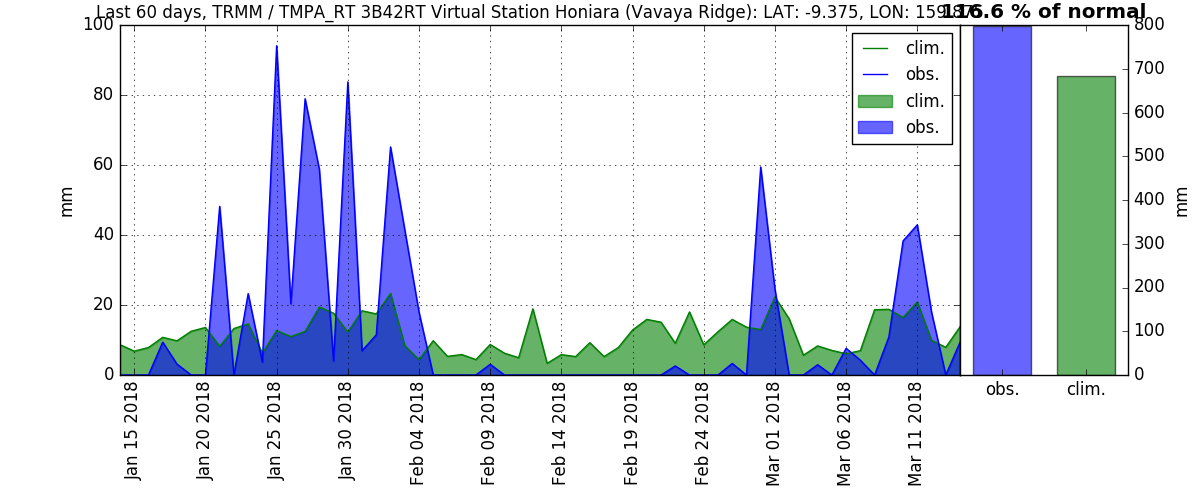 Last 60 days, TRMM / TMPA_RT 3B42RT Virtual Station Honiara (Vavaya Ridge): LAT: -9.375, LON:
116.6 % of normal
100
80
60
40
20
0
mm
clim.
obs.
clim.
obs.
800
700
600
500
400
300
200
100
0
mm
obs.
clim.
Jan 15 2018
Jan 20 2018
Jan 25 2018
Jan 30 2018
Feb 04 2018
Feb 09 2018
Feb 14 2018
Feb 19 2018
Feb 24 2018
Mar 01 2018
Mar 06 2018
Mar 11 2018